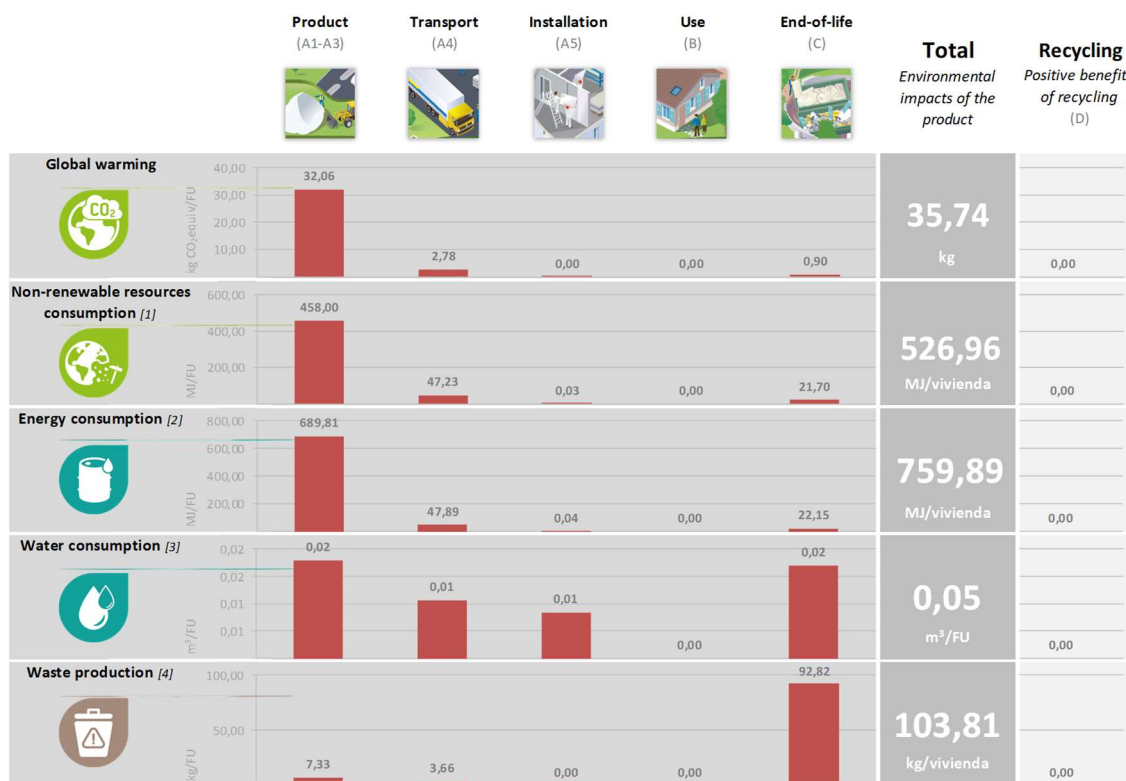 Product
(A1-A3)
Transport
(A4)
Installation
(A5)
Use
(B)
End-of-life
(C)
Total
Environmental
impacts of the
product
Recycling
Positive benefit
of recycling
(D)
Global warming
CO₂
kg CO₂equiv/FU
40,00
30,00
20,00
10,00
32,06
2,78
0,00
0,00
0,90
35,74
kg
0,00
Non-renewable resources
consumption [1]
MJ/FU
600,00
400,00
200,00
458,00
47,23
0,03
0,00
21,70
526,96
MJ/vivienda
0,00
Energy consumption [2]
MJ/FU
800,00
600,00
400,00
200,00
689,81
47,89
0,04
0,00
22,15
759,89
MJ/vivienda
0,00
Water consumption [3]
m³/FU
0,02
0,02
0,01
0,01
0,02
0,01
0,01
0,00
0,02
0,05
m³/FU
0,00
Waste production [4]
kg/FU
100,00
50,00
7,33
3,66
0,00
0,00
92,82
103,81
kg/vivienda
0,00